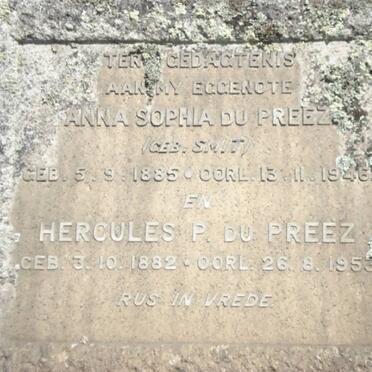 TER GEDAGTENIS
AAN MY EGGENOTE
ANNA SOPHIA DU PREEZ
(GEB. SMIT)
GEB. 5. 9. 1885 • OORL. 13. 11. 1946
EN
HERCULES P. DU PREEZ
GEB. 3. 10. 1882 • OORL. 26. 8. 1953
RUS IN VREDE